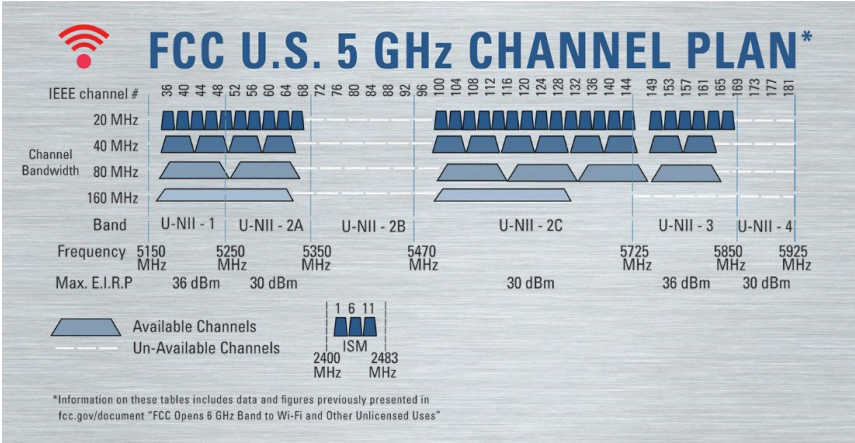 FCC U.S. 5 GHz CHANNEL PLAN*
IEEE channel # 36 40 44 48 52 56 60 64 68 72 76 80 84 88 92 96 100 104 108 112 116 120 124 128 132 136 140 144 149 153 157 161 165 169 173 177 181
20 MHz
40 MHz
Channel
Bandwidth
80 MHz
160 MHz
Band U-NII - 1 U-NII - 2A U-NII - 2B U-NII - 2C U-NII - 3 U-NII - 4
Frequency 5150 MHz 5250 MHz 5350 MHz 5470 MHz 5725 MHz 5850 MHz 5925 MHz
Max. E.I.R.P 36 dBm 30 dBm 30 dBm 36 dBm 30 dBm
1 6 11
Available Channels
Un-Available Channels
ISM
2400 MHz 2483 MHz
*Information on these tables includes data and figures previously presented in
fcc.gov/document "FCC Opens 6 GHz Band to Wi-Fi and Other Unlicensed Uses"